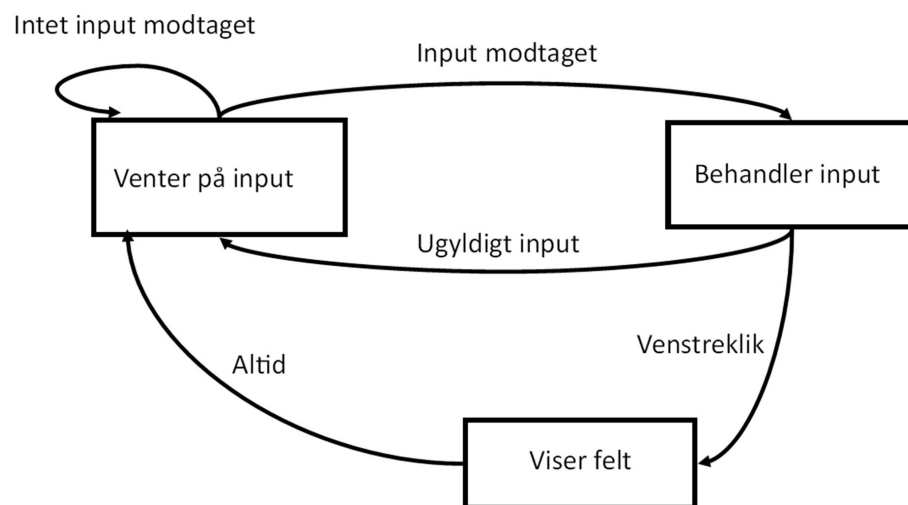 Intet input modtaget
Input modtaget
Venter på input
Behandler input
Ugyldigt input
Venstreklik
Altid
Viser felt